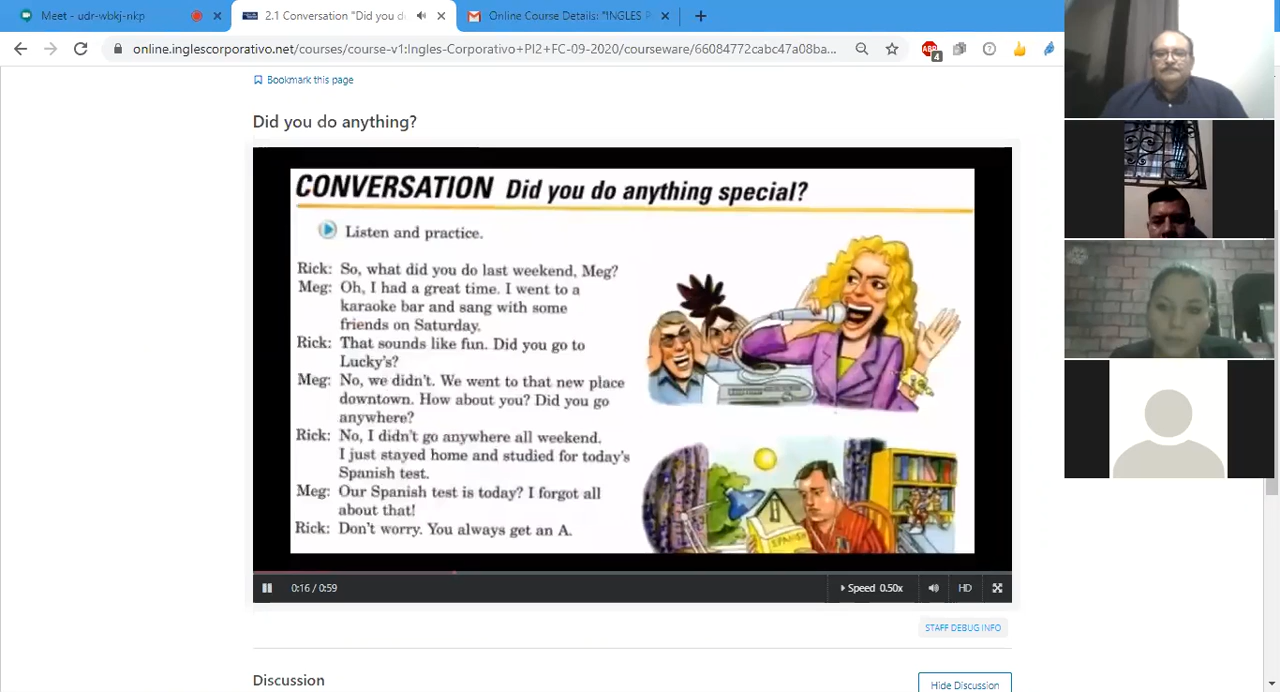 Meet - udr-wbkj-nkp
2.1 Conversation "Did you do
Online Course Details: "INGLES P
online.inglescorporativo.net/courses/course-v1:Ingles-Corporativo+PI2+FC-09-2020/courseware/66084772cabc47a08ba...
ABP
4
Bookmark this page
Did you do anything?
CONVERSATION Did you do anything special?
Listen and practice.
Rick: So, what did you do last weekend, Meg?
Meg: Oh, I had a great time. I went to a
karaoke bar and sang with some
friends on Saturday.
Rick: That sounds like fun. Did you go to
Lucky's?
Meg: No, we didn't. We went to that new place
downtown. How about you? Did you go
anywhere?
Rick: No, I didn't go anywhere all weekend.
I just stayed home and studied for today's
Spanish test.
Meg: Our Spanish test is today? I forgot all
about that!
Rick: Don't worry. You always get an A.
SPANISH
0:16 / 0:59
Speed 0.50x
HD
STAFF DEBUG INFO
Discussion
Hide Discussion